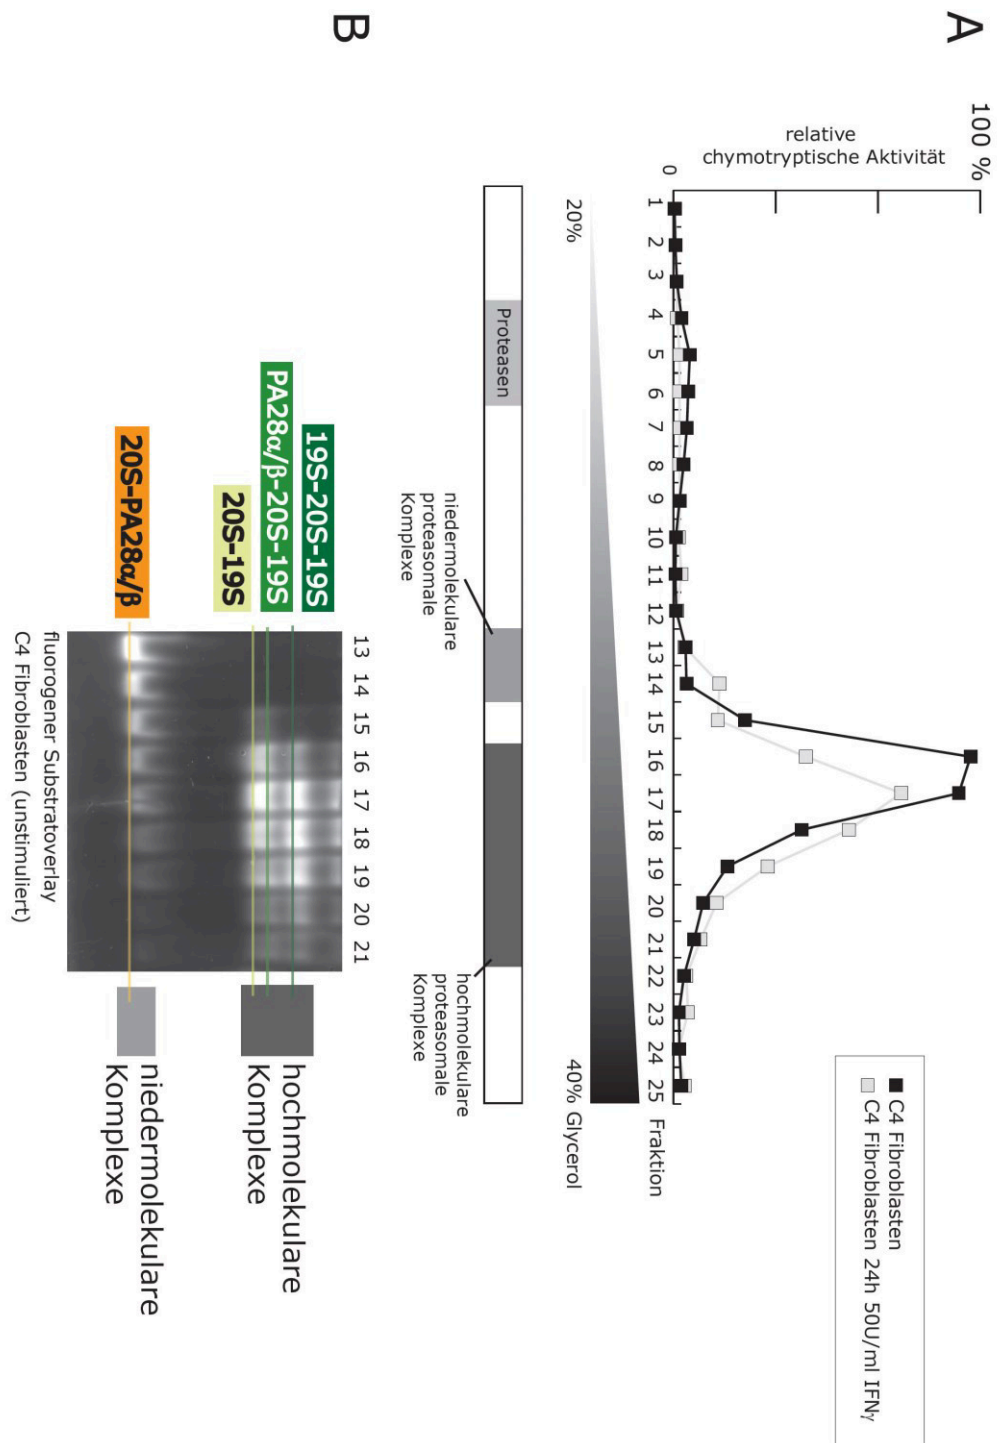 A
100 %
relative
chymotryptische Aktivität
0
C4 Fibroblasten
C4 Fibroblasten 24h 50U/ml IFNγ
1 2 3 4 5 6 7 8 9 10 11 12 13 14 15 16 17 18 19 20 21 22 23 24 25
Fraktion
20%
40% Glycerol
Proteasen
niedermolekulare
proteasomale
Komplexe
hochmolekulare
proteasomale
Komplexe
B
13 14 15 16 17 18 19 20 21
19S-20S-19S
PA28α/β-20S-19S
20S-19S
20S-PA28α/β
hochmolekulare
Komplexe
niedermolekulare
Komplexe
fluorogener Substratoverlay
C4 Fibroblasten (unstimuliert)